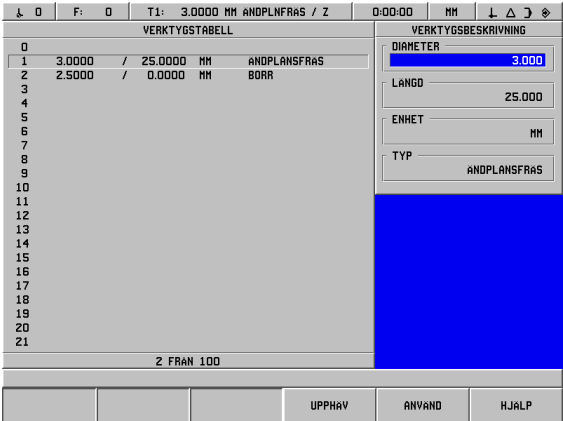 0 F: 0 T1: 3.0000 MM ANDPLNFRAS / Z 0:00:00 MM
VERKTYGSTABELL
0
1 3.0000 / 25.0000 MM ANDPLANSFRAS
2 2.5000 / 0.0000 MM BORR
3
4
5
6
7
8
9
10
11
12
13
14
15
16
17
18
19
20
21
2 FRAN 100
VERKTYGSBESKRIVNING
DIAMETER
3.000
LANGD
25.000
ENHET
MM
TYP
ANDPLANSFRAS
UPPHAV ANVAND HJALP